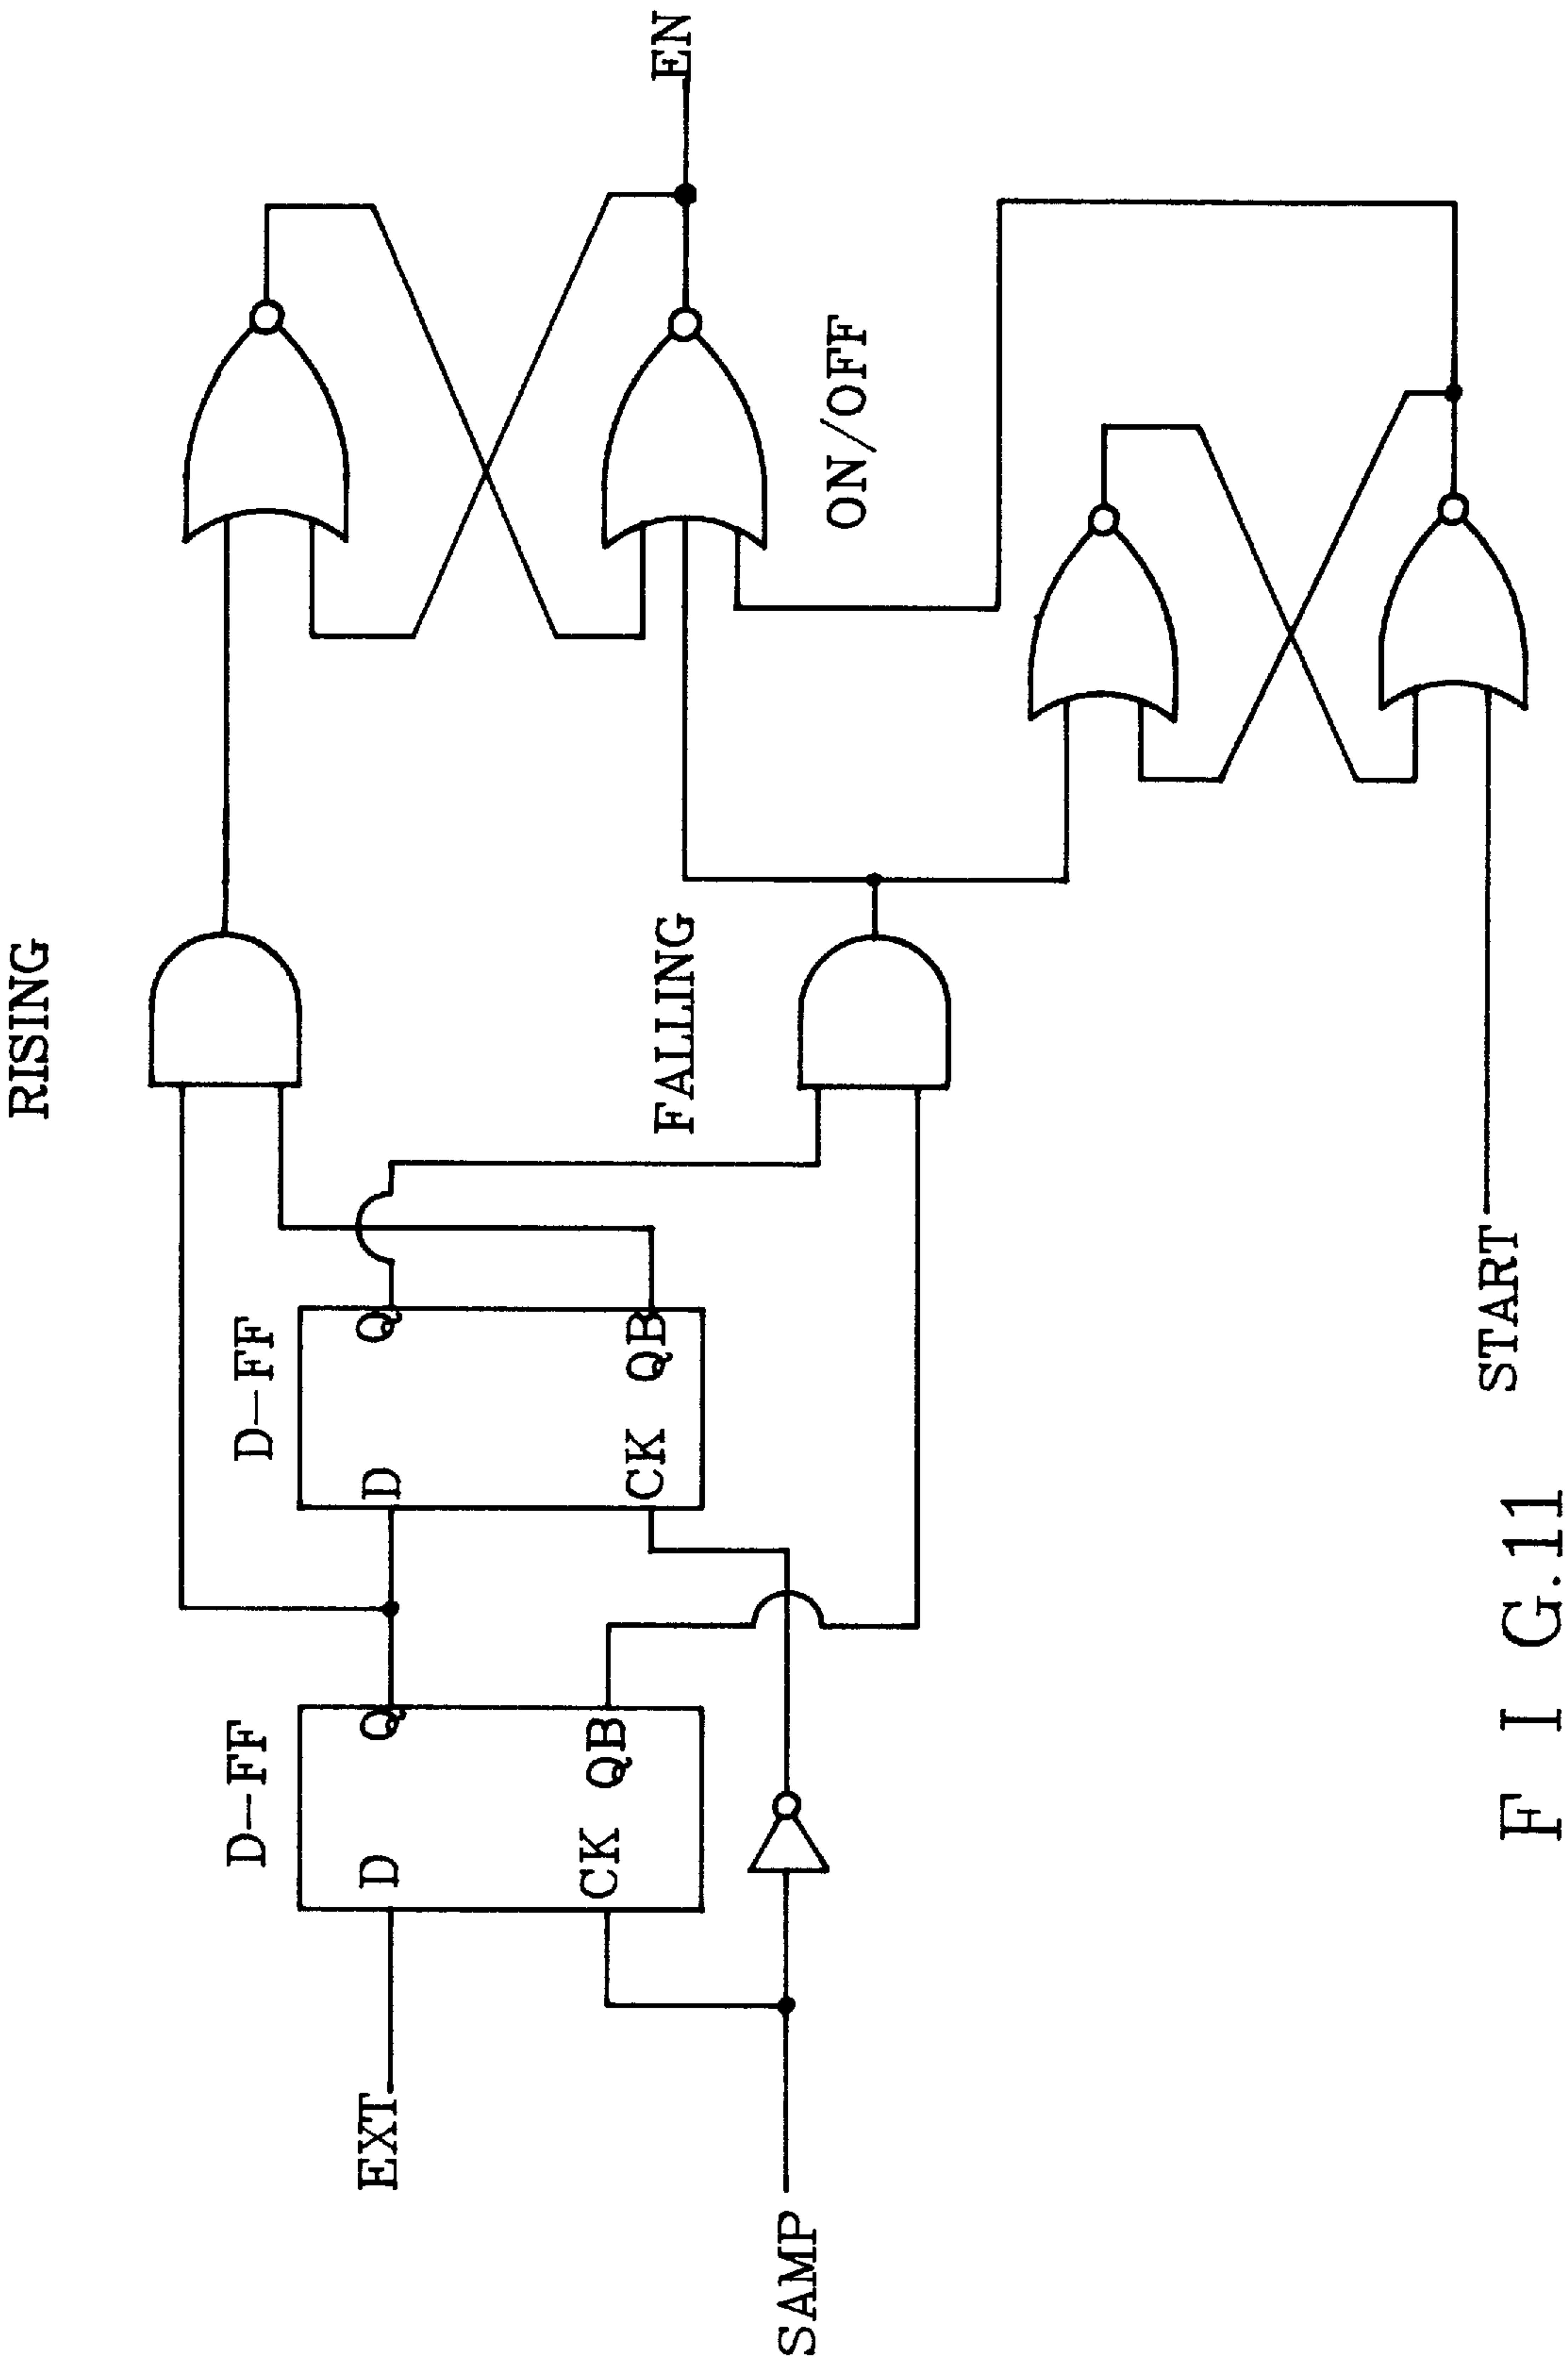 RISING
D-FF
D-FF
EXT
D
Q
D
Q
CK
QB
CK
QB
SAMP
FALLING
EN
ON/OFF
START
F I G.11